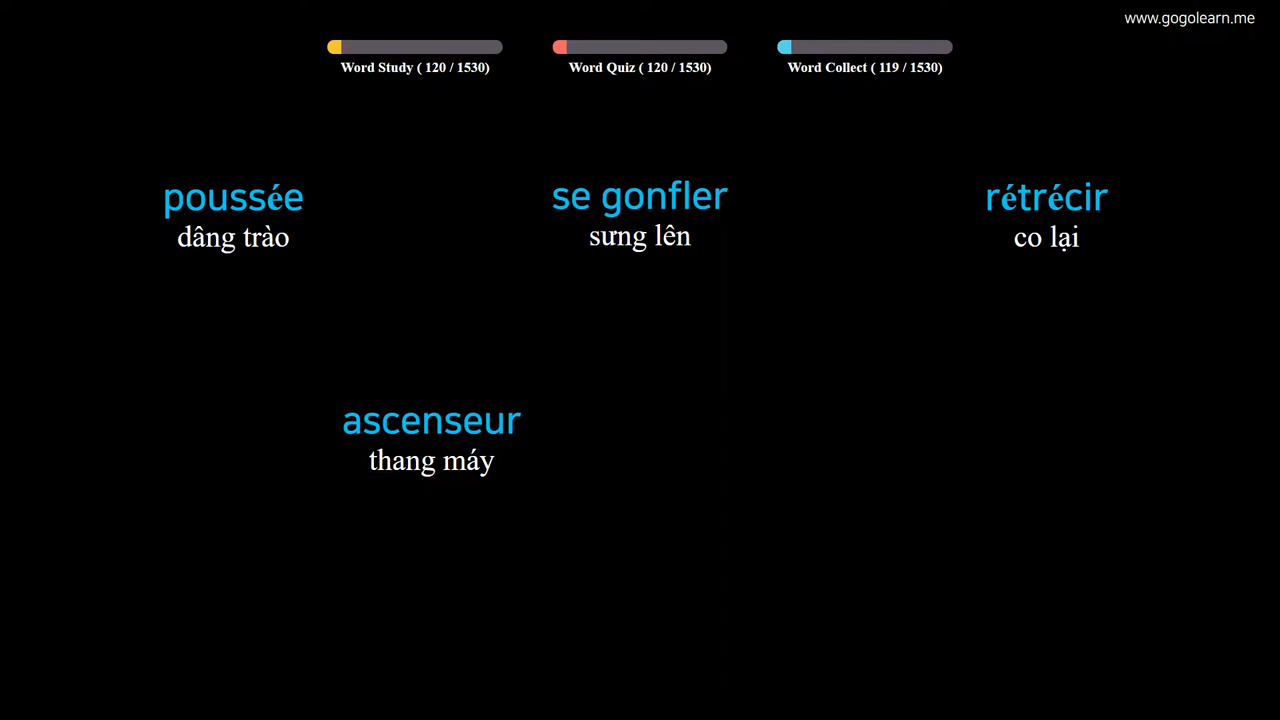 www.gogolearn.me
Word Study ( 120 / 1530)
Word Quiz ( 120 / 1530)
Word Collect ( 119 / 1530)
poussée
dâng trào
se gonfler
sưng lên
rétrécir
co lại
ascenseur
thang máy